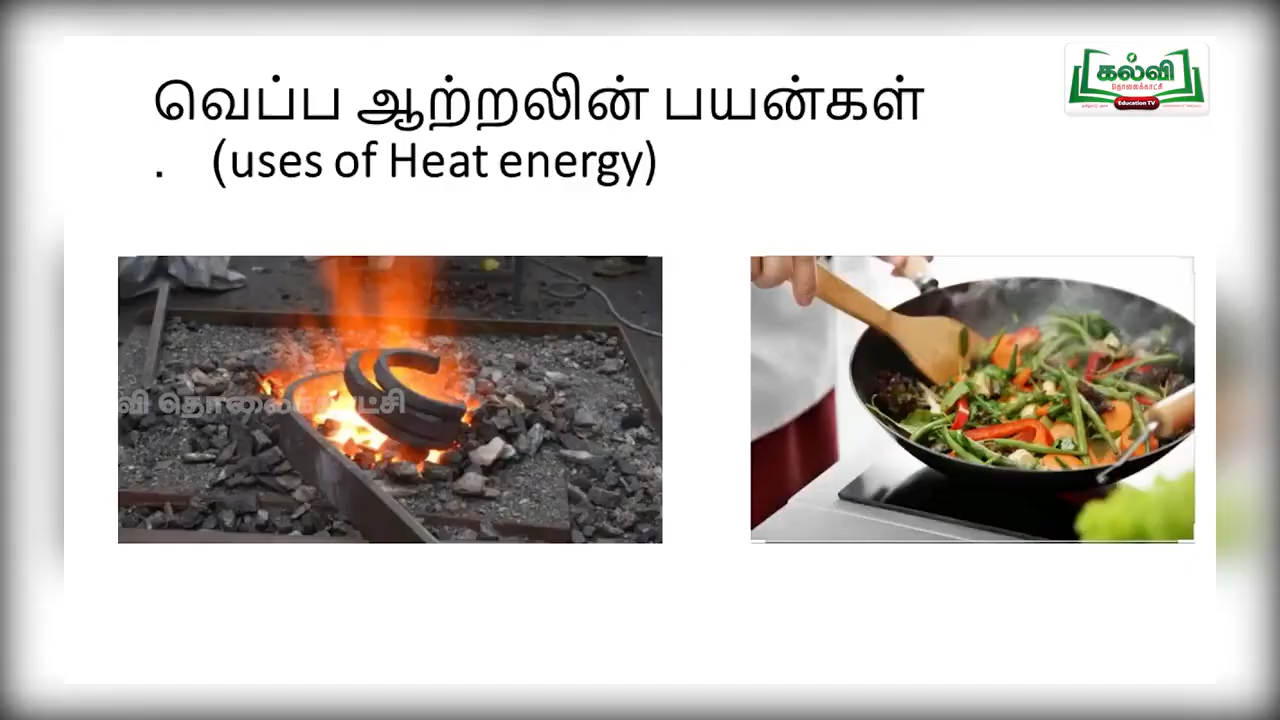 வெப்ப ஆற்றலின் பயன்கள்
. (uses of Heat energy)
கல்வி
தொலைக்காட்சி
Education TV
வி தொலைக்காட்சி